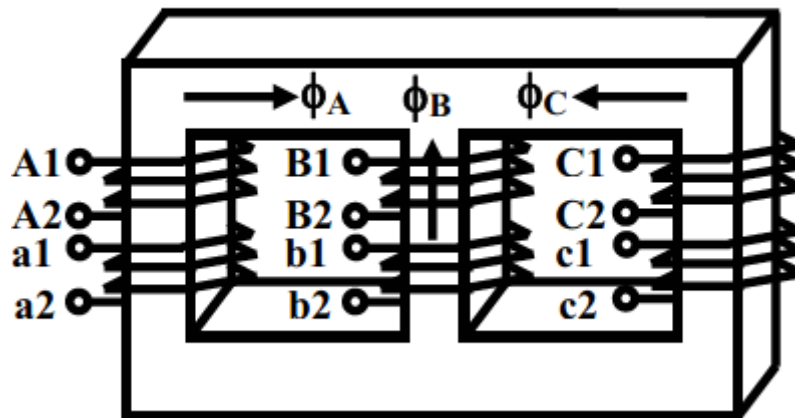 ϕA ϕB ϕC
A1 B1 C1
A2 B2 C2
a1 b1 c1
a2 b2 c2